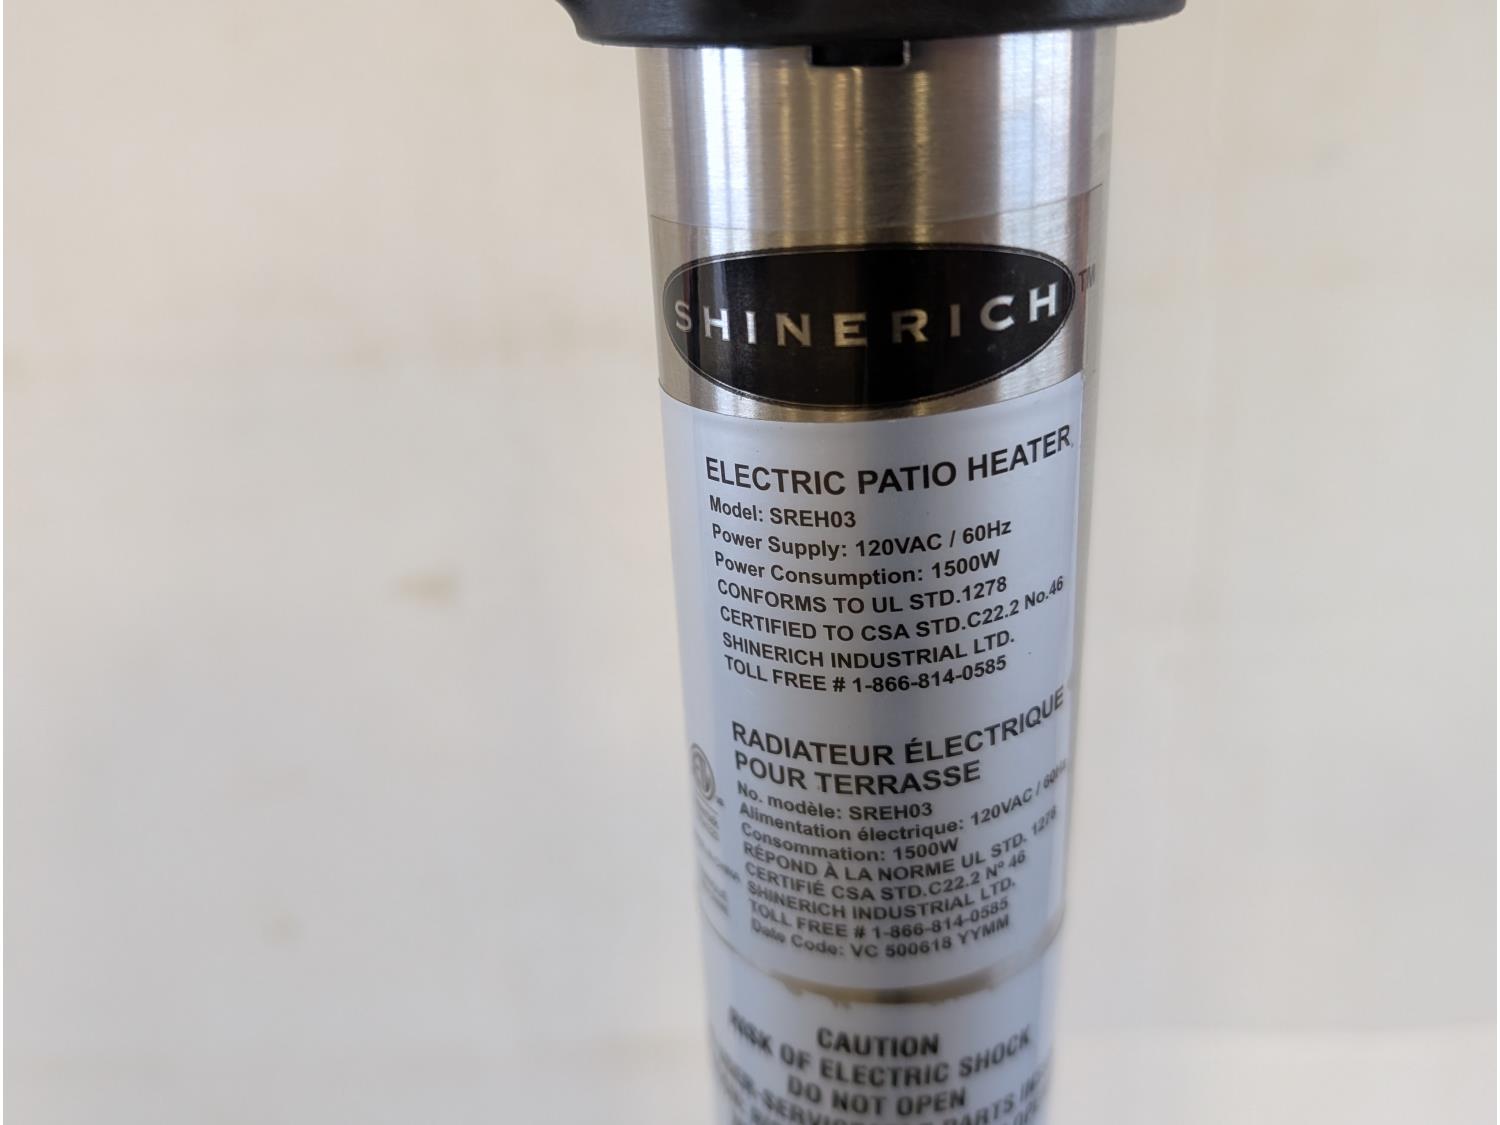 SHINERICH™
ELECTRIC PATIO HEATER
Model: SREH03
Power Supply: 120VAC / 60Hz
Power Consumption: 1500W
CONFORMS TO UL STD.1278
CERTIFIED TO CSA STD.C22.2 No.46
SHINERICH INDUSTRIAL LTD.
TOLL FREE # 1-866-814-0585
RADIATEUR ÉLECTRIQUE
POUR TERRASSE
No. modèle: SREH03
Alimentation électrique: 120VAC / 60Hz
Consommation: 1500W
RÉPOND À LA NORME UL STD. 1278
CERTIFIÉ CSA STD.C22.2 N° 46
SHINERICH INDUSTRIAL LTD.
TOLL FREE # 1-866-814-0585
Date Code: VC 500618 YYMM
CAUTION
RISK OF ELECTRIC SHOCK
DO NOT OPEN
PARTS